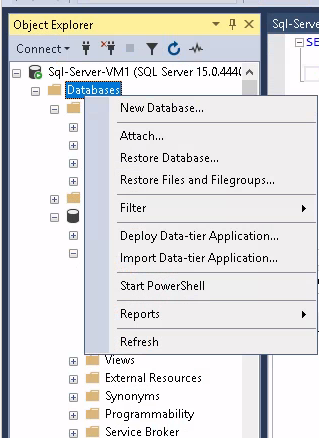 Object Explorer
Sql-Server
Connect
SE
Sql-Server-VM1 (SQL Server 15.0.444
Databases
New Database...
Attach...
Restore Database...
Restore Files and Filegroups...
Filter
Deploy Data-tier Application...
Import Data-tier Application...
Start PowerShell
Reports
Refresh
Views
External Resources
Synonyms
Programmability
Service Broker